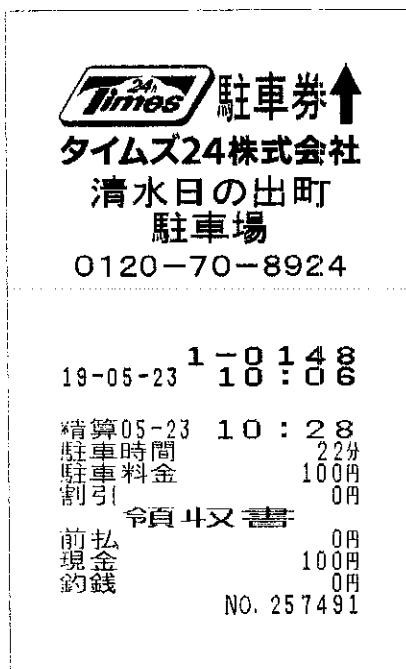 24h
Times 駐車券↑
タイムズ24株式会社
清水日の出町
駐車場
0120-70-8924
1-0148
19-05-23 10:06
精算05-23 10:28
駐車時間 22分
駐車料金 100円
割引 0円
領収書
前払 0円
現金 100円
釣銭 0円
NO. 257491